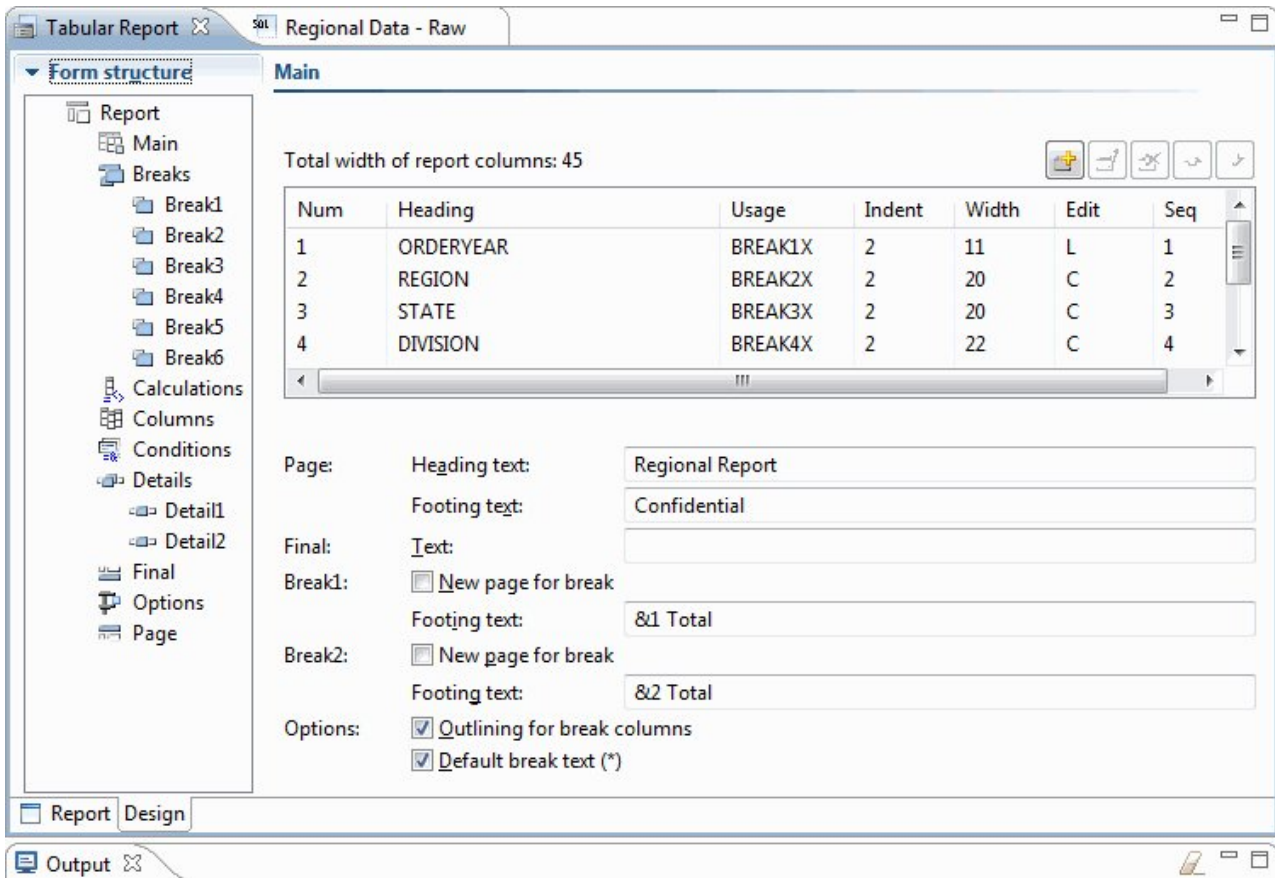 Tabular Report SQL Regional Data - Raw
Form structure
Main
Report
Main
Breaks
Break1
Break2
Break3
Break4
Break5
Break6
Calculations
Columns
Conditions
Details
Detail1
Detail2
Final
Options
Page
Total width of report columns: 45
Num Heading Usage Indent Width Edit Seq
1 ORDERYEAR BREAK1X 2 11 L 1
2 REGION BREAK2X 2 20 C 2
3 STATE BREAK3X 2 20 C 3
4 DIVISION BREAK4X 2 22 C 4
Page: Heading text: Regional Report
Footing text: Confidential
Final: Text:
Break1: New page for break
Footing text: &1 Total
Break2: New page for break
Footing text: &2 Total
Options: Outlining for break columns
Default break text (*)
Report Design
Output